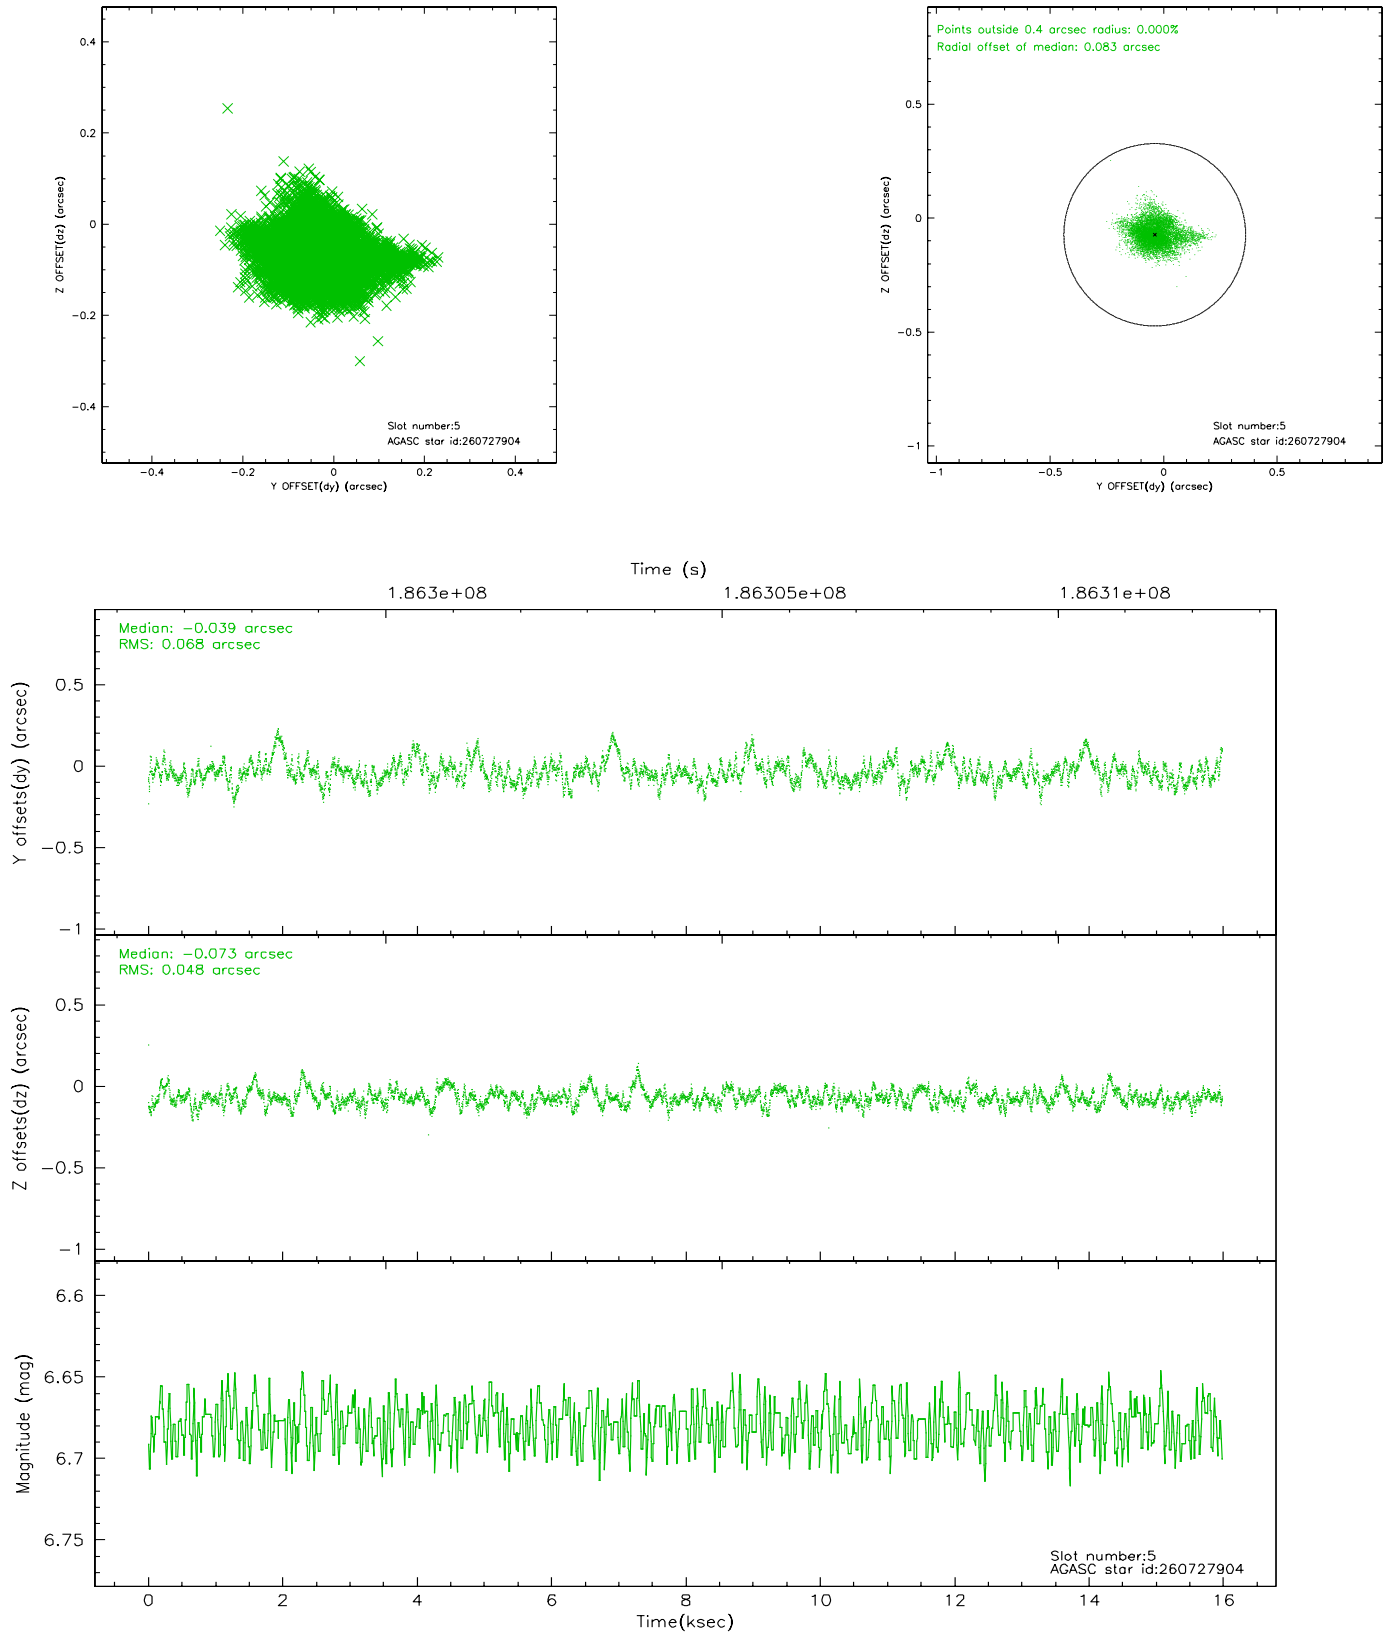 0.4
0.2
0
−0.2
−0.4
Z OFFSET(dz) (arcsec)
Slot number:5
AGASC star id:260727904
−0.4 −0.2 0 0.2 0.4
Y OFFSET(dy) (arcsec)
Points outside 0.4 arcsec radius: 0.000%
Radial offset of median: 0.083 arcsec
0.5
0
−0.5
−1
Z OFFSET(dz) (arcsec)
Slot number:5
AGASC star id:260727904
−1 −0.5 0 0.5
Y OFFSET(dy) (arcsec)
Time (s)
1.863e+08 1.86305e+08 1.8631e+08
Median: −0.039 arcsec
RMS: 0.068 arcsec
0.5
0
−0.5
−1
Y offsets(dy) (arcsec)
Median: −0.073 arcsec
RMS: 0.048 arcsec
0.5
0
−0.5
−1
Z offsets(dz) (arcsec)
6.6
6.65
6.7
6.75
Magnitude (mag)
Slot number:5
AGASC star id:260727904
0 2 4 6 8 10 12 14 16
Time(ksec)